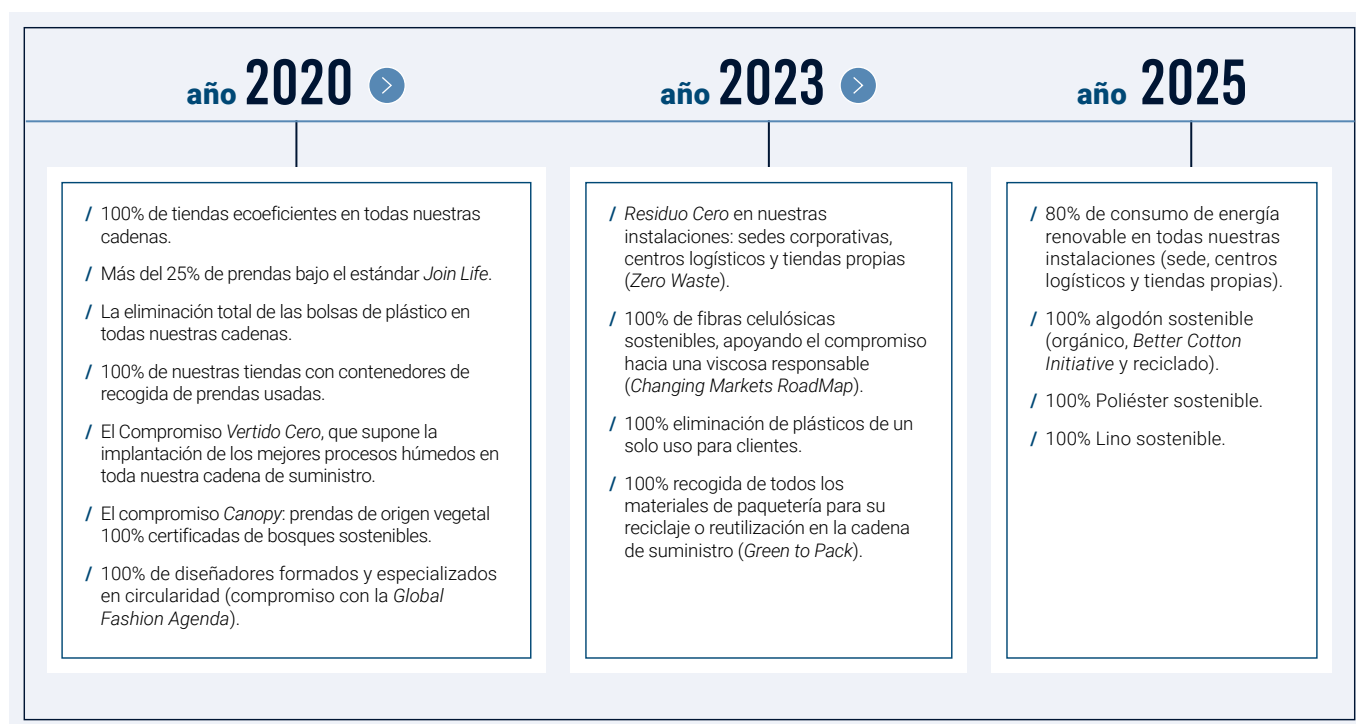 año 2020
/ 100% de tiendas ecoeficientes en todas nuestras
cadenas.
/ Más del 25% de prendas bajo el estándar Join Life.
/ La eliminación total de las bolsas de plástico en
todas nuestras cadenas.
/ 100% de nuestras tiendas con contenedores de
recogida de prendas usadas.
/ El Compromiso Vertido Cero, que supone la
implantación de los mejores procesos húmedos en
toda nuestra cadena de suministro.
/ El compromiso Canopy: prendas de origen vegetal
100% certificadas de bosques sostenibles.
/ 100% de diseñadores formados y especializados
en circularidad (compromiso con la Global
Fashion Agenda).
año 2023
/ Residuo Cero en nuestras
instalaciones: sedes corporativas,
centros logísticos y tiendas propias
(Zero Waste).
/ 100% de fibras celulósicas
sostenibles, apoyando el compromiso
hacia una viscosa responsable
(Changing Markets RoadMap).
/ 100% eliminación de plásticos de un
solo uso para clientes.
/ 100% recogida de todos los
materiales de paquetería para su
reciclaje o reutilización en la cadena
de suministro (Green to Pack).
año 2025
/ 80% de consumo de energía
renovable en todas nuestras
instalaciones (sede, centros
logísticos y tiendas propias).
/ 100% algodón sostenible
(orgánico, Better Cotton
Initiative y reciclado).
/ 100% Poliéster sostenible.
/ 100% Lino sostenible.